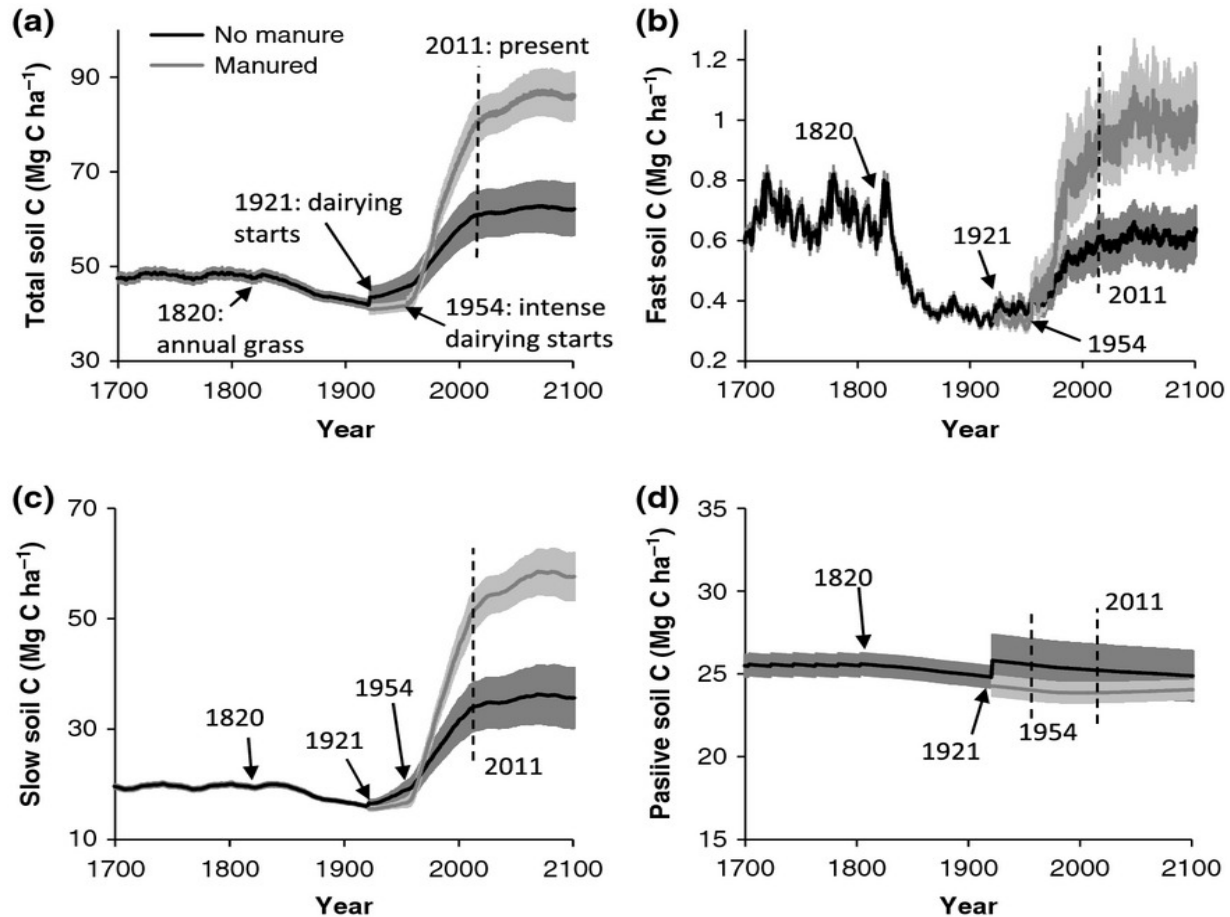 (a)
No manure
Manured
2011: present
1921: dairying
starts
1820:
annual grass
1954: intense
dairying starts
Total soil C (Mg C ha⁻¹)
90
70
50
30
1700 1800 1900 2000 2100
Year
(b)
1820
1921
2011
1954
Fast soil C (Mg C ha⁻¹)
1.2
1
0.8
0.6
0.4
0.2
1700 1800 1900 2000 2100
Year
(c)
1820
1921
1954
2011
Slow soil C (Mg C ha⁻¹)
70
50
30
10
1700 1800 1900 2000 2100
Year
(d)
1820
2011
1921
1954
Pasiive soil C (Mg C ha⁻¹)
35
30
25
20
15
1700 1800 1900 2000 2100
Year